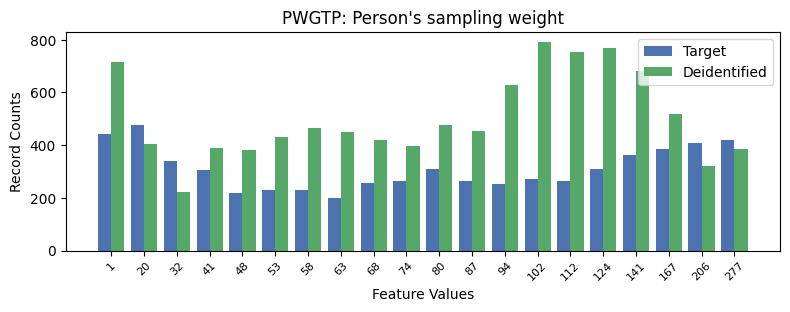 PWGTP: Person's sampling weight
Record Counts
800
600
400
200
0
Target
Deidentified
1 20 32 41 48 53 58 63 68 74 80 87 94 102 112 124 141 167 206 277
Feature Values